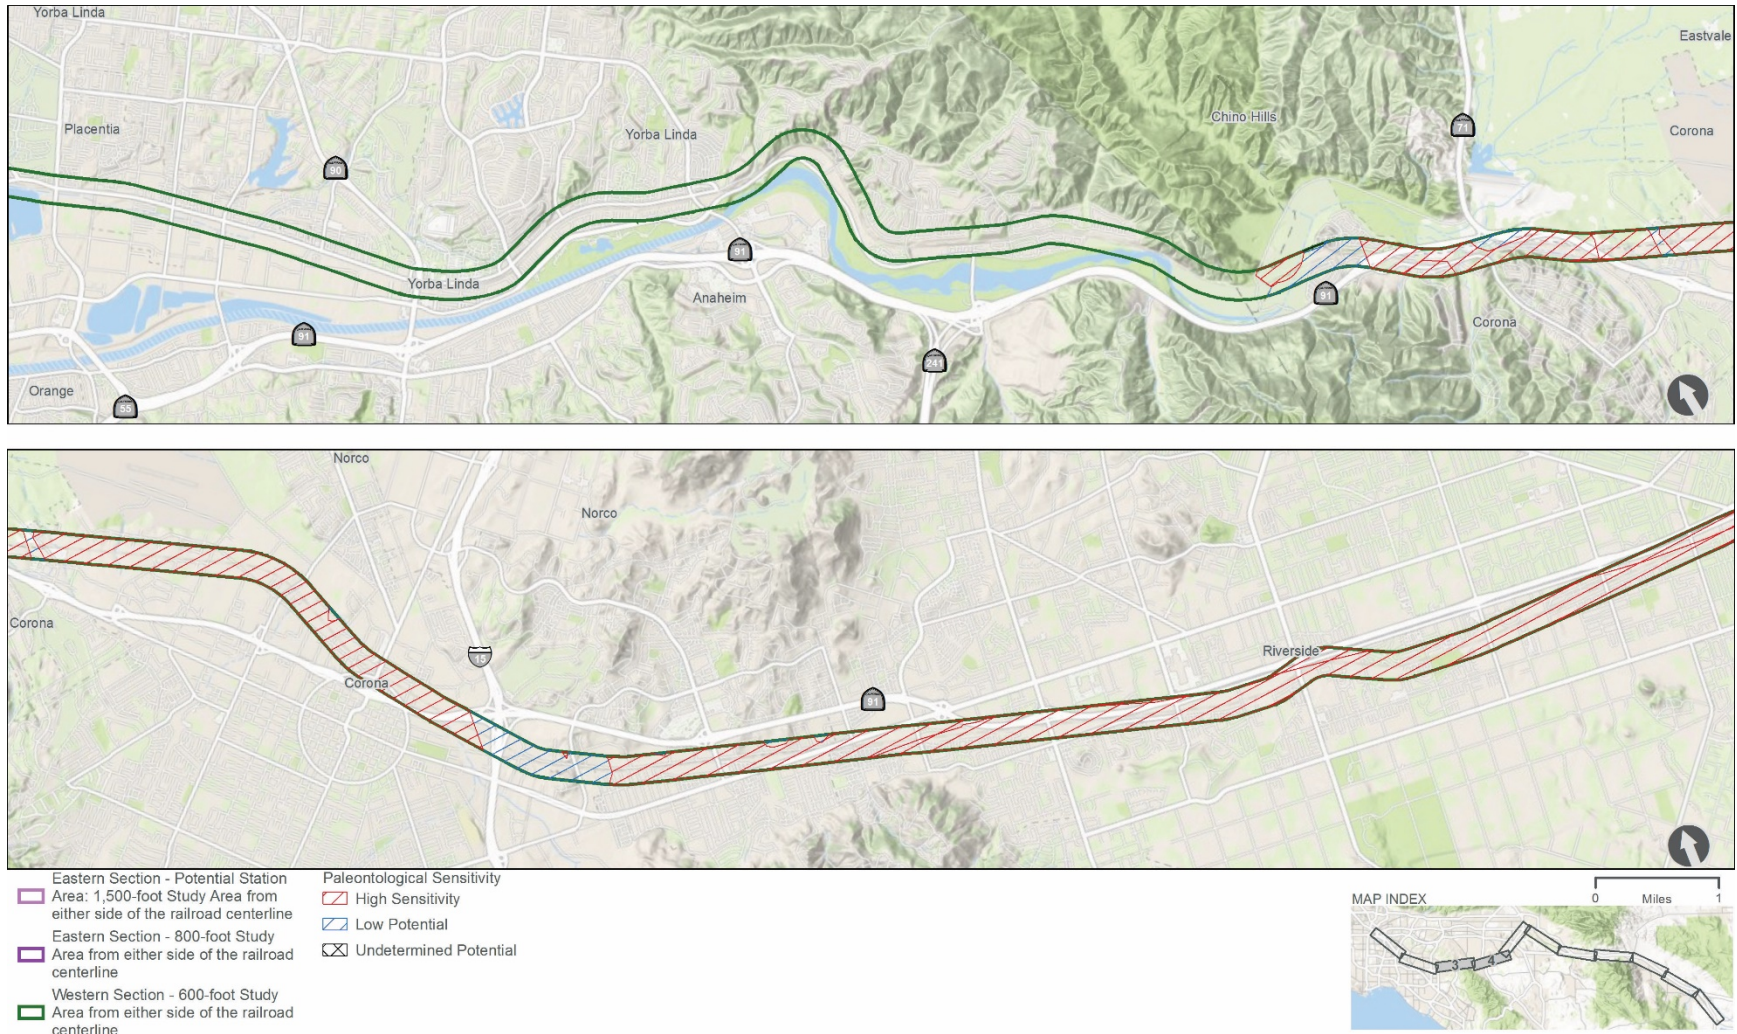 Yorba Linda
Eastvale
Placentia
90
Yorba Linda
Chino Hills
71
Corona
91
Yorba Linda
Anaheim
91
91
Corona
241
Orange
55
Norco
Norco
Corona
15
Corona
91
Riverside
Eastern Section - Potential Station
Area: 1,500-foot Study Area from
either side of the railroad centerline
Eastern Section - 800-foot Study
Area from either side of the railroad
centerline
Western Section - 600-foot Study
Area from either side of the railroad
centerline
Paleontological Sensitivity
High Sensitivity
Low Potential
Undetermined Potential
MAP INDEX
0 Miles 1
3 4